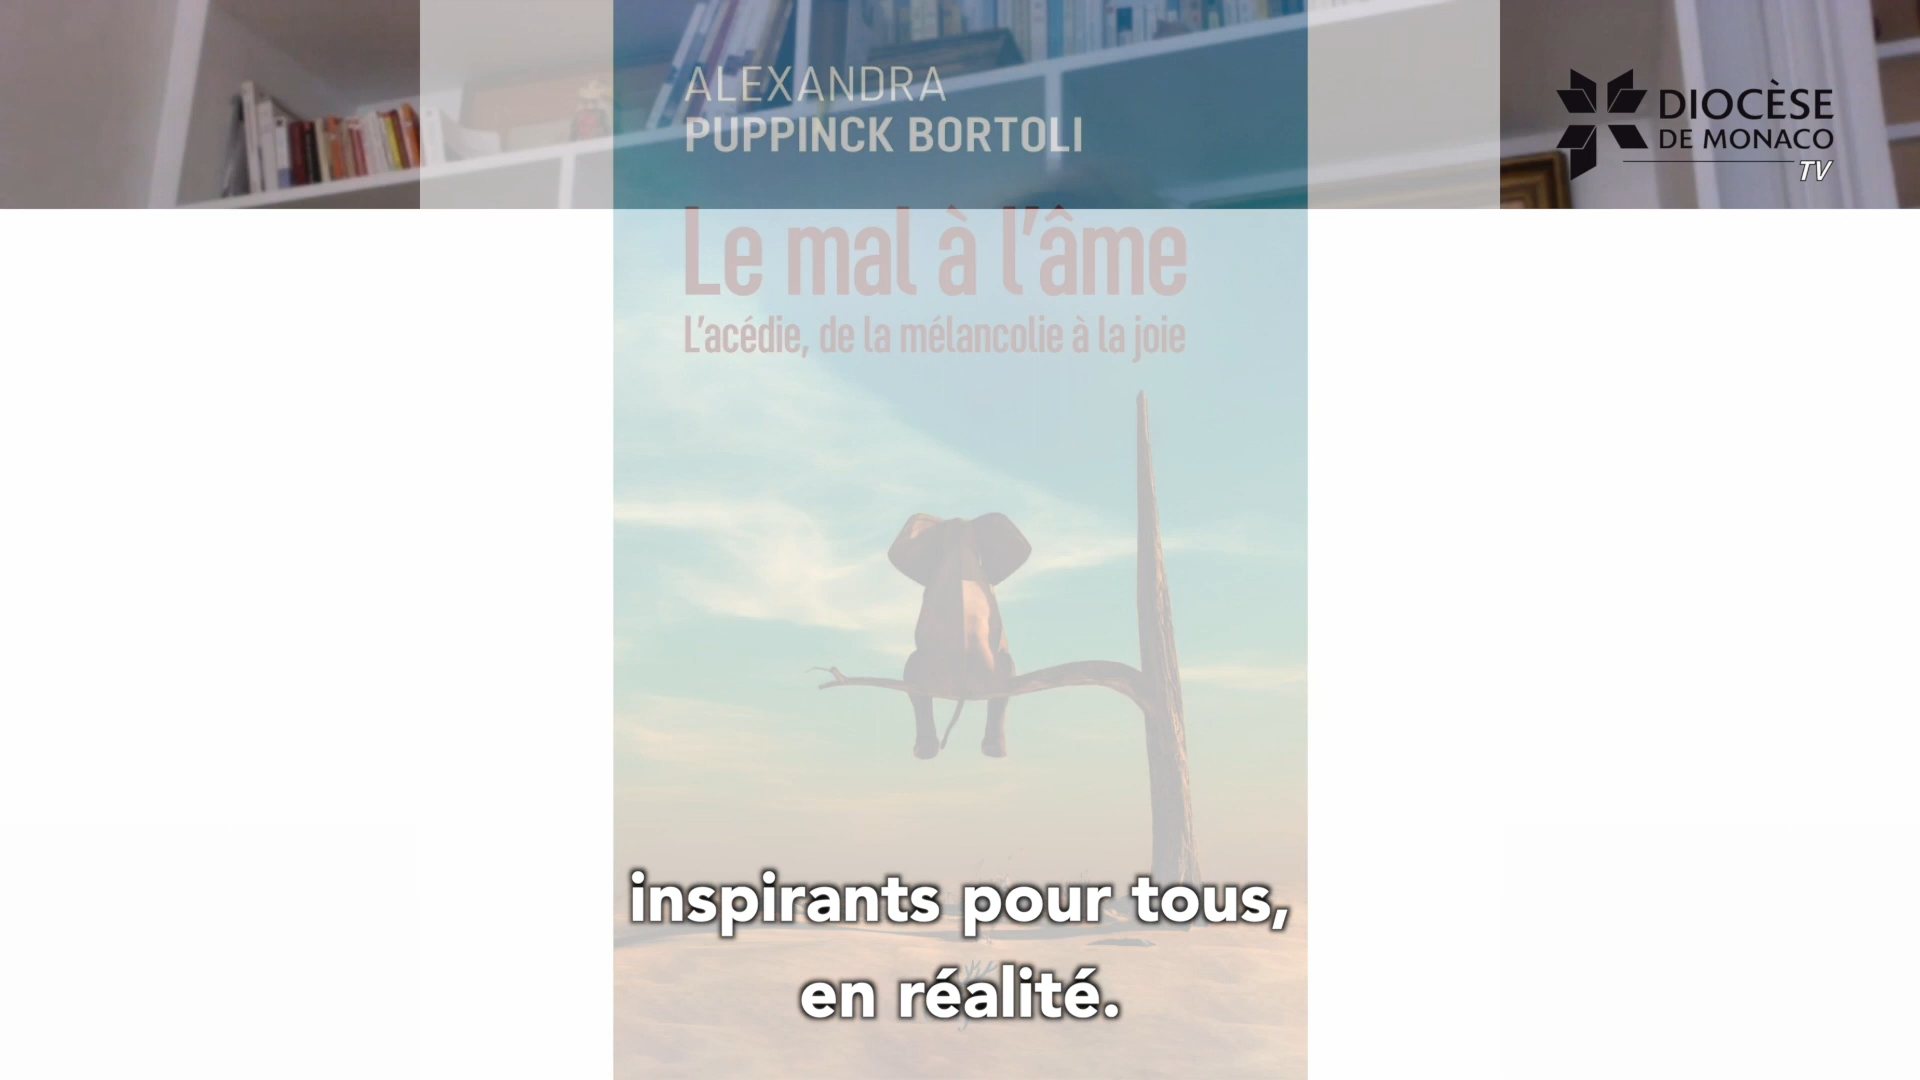 ALEXANDRA
PUPPINCK BORTOLI
Le mal à l'âme
L'acédie, de la mélancolie à la joie
DIOCÈSE
DE MONACO
TV
inspirants pour tous,
en réalité.